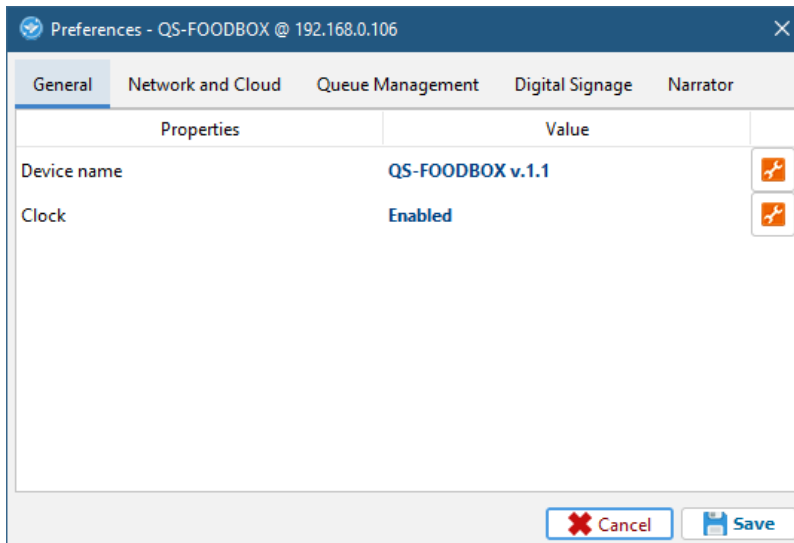 Preferences - QS-FOODBOX @ 192.168.0.106
General Network and Cloud Queue Management Digital Signage Narrator
Properties Value
Device name QS-FOODBOX v.1.1
Clock Enabled
Cancel Save